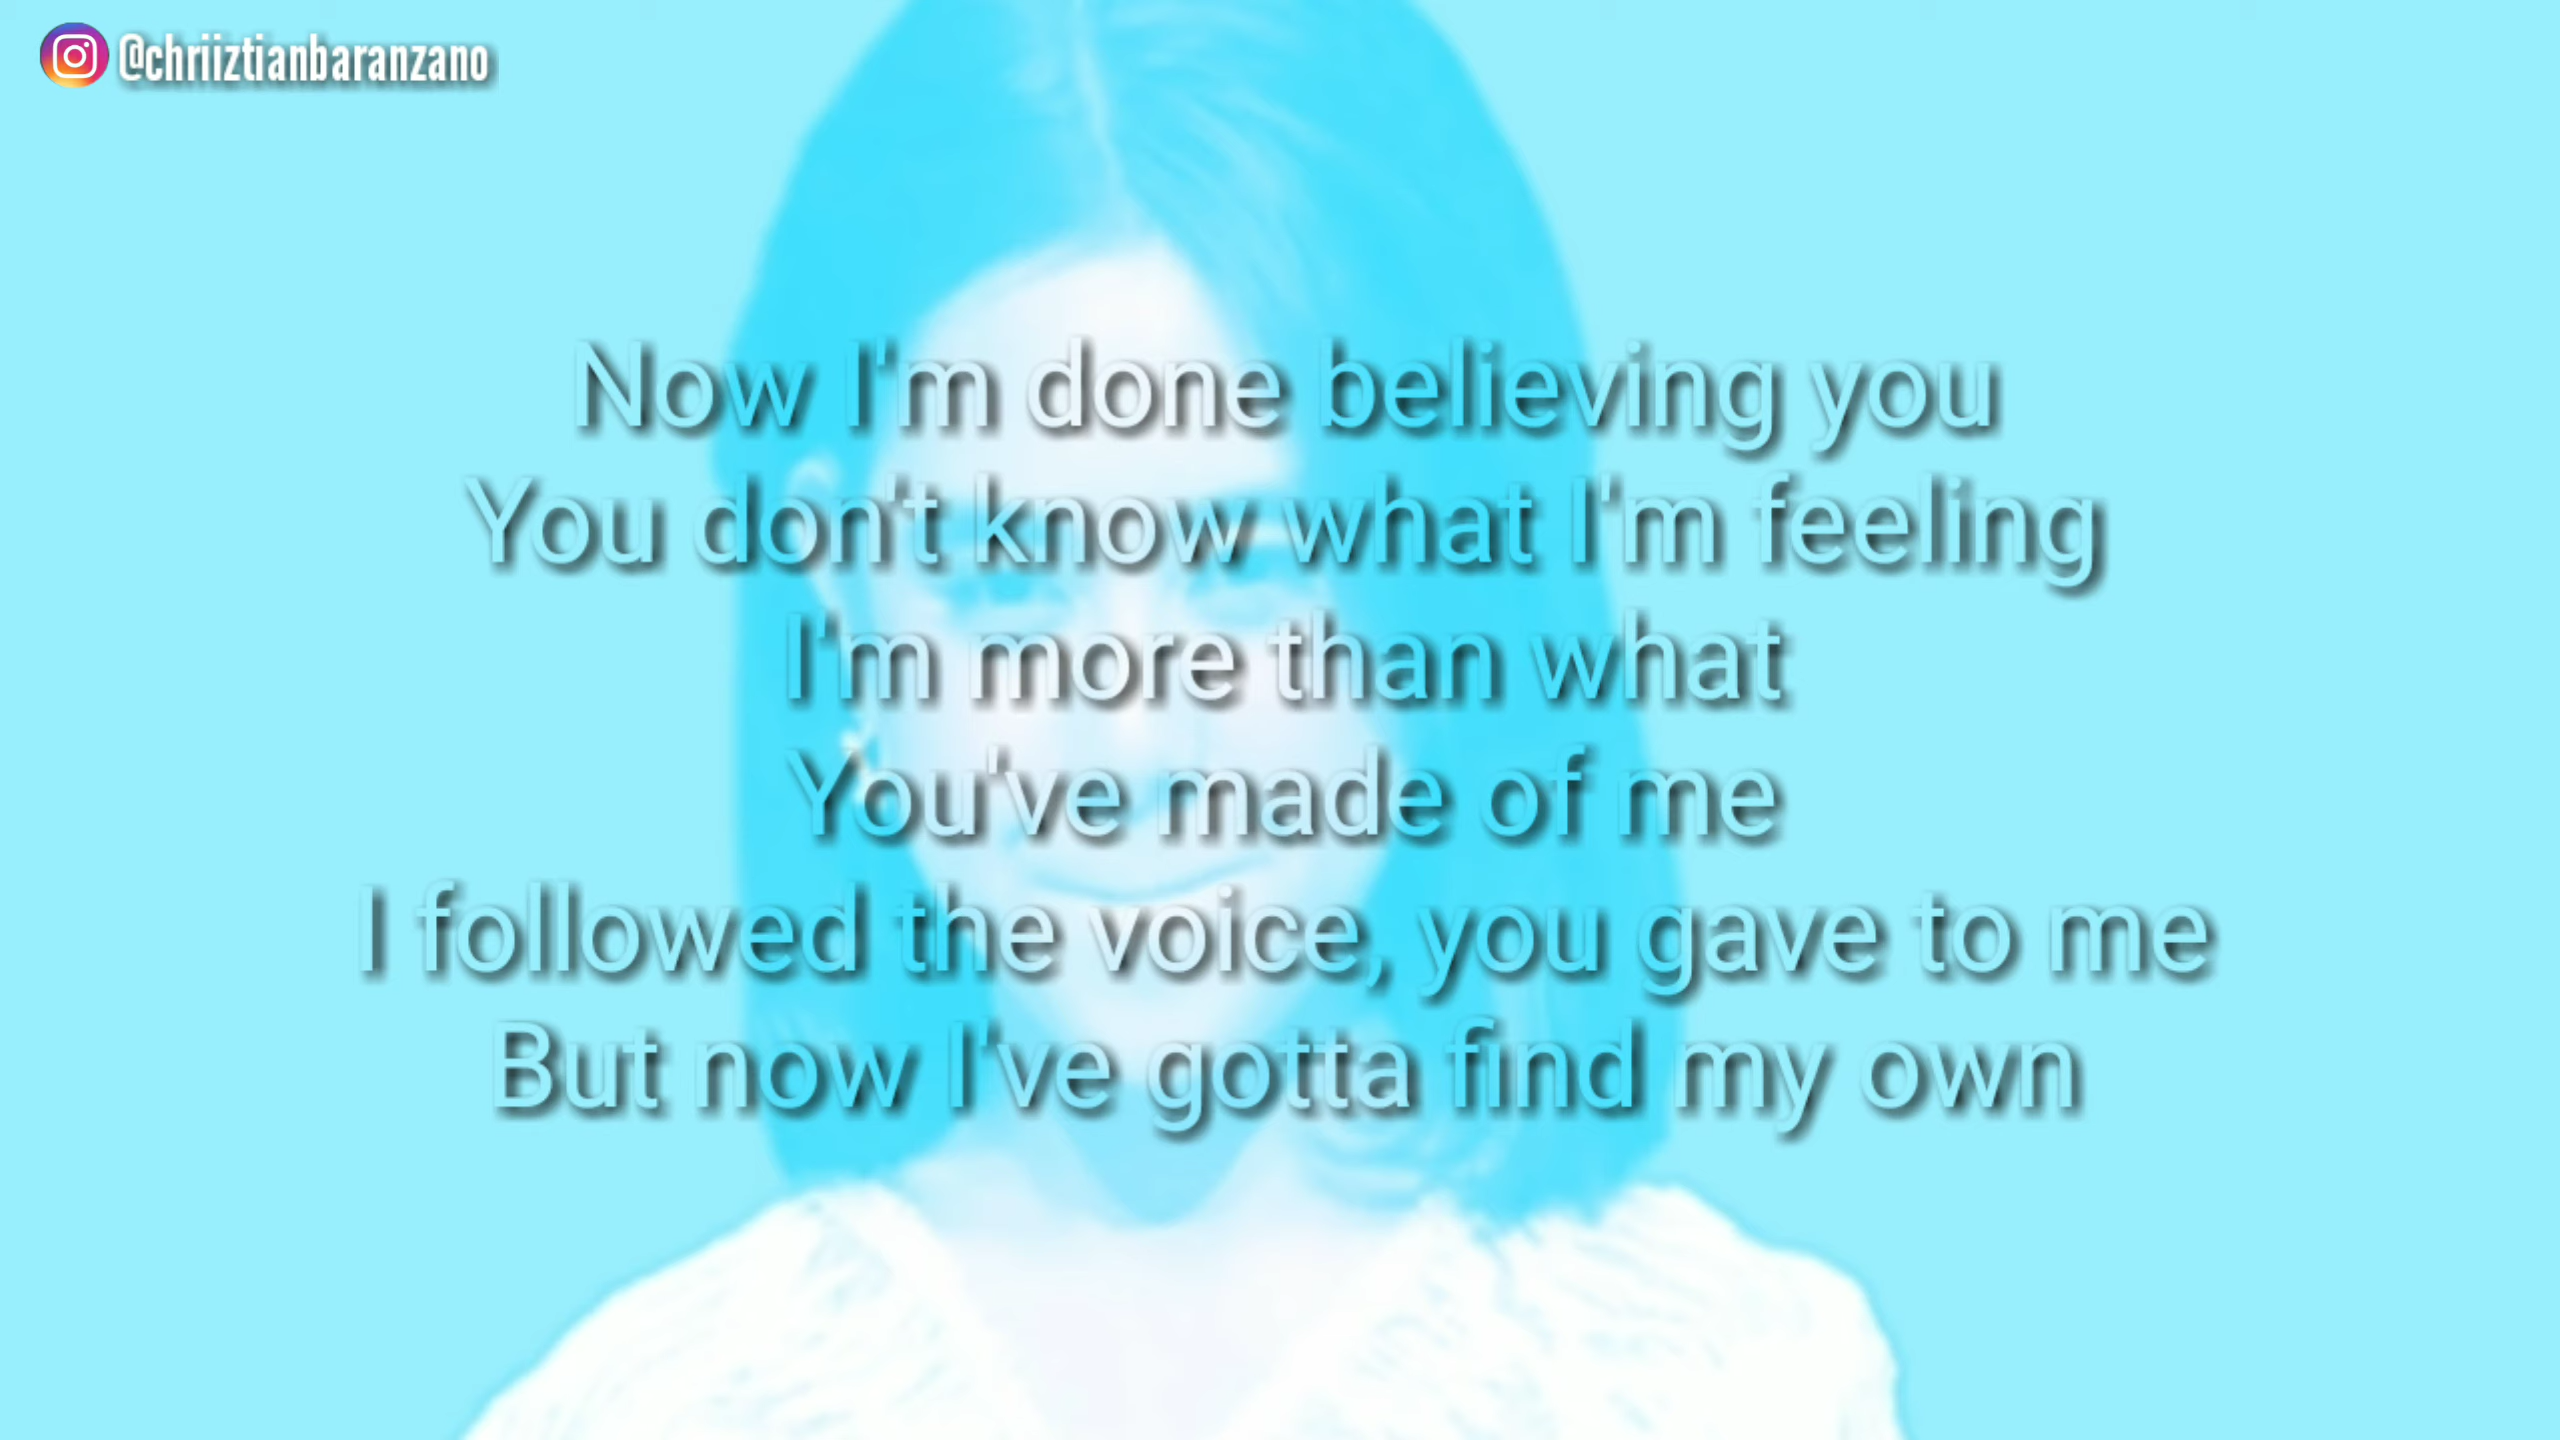 @chriiztianbaranzano
Now I'm done believing you
You don't know what I'm feeling
I'm more than what
You've made of me
I followed the voice, you gave to me
But now I've gotta find my own